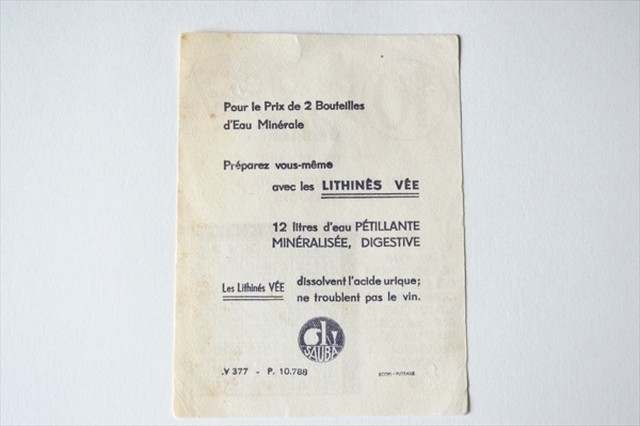 Pour le Prix de 2 Bouteilles
d'Eau Minérale
Préparez vous-même
avec les LITHINÊS VÉE
12 litres d'eau PÉTILLANTE
MINÉRALISÉE, DIGESTIVE
Les Lithinés VÉE
dissolvent l'acide urique;
ne troublent pas le vin.
SAUBA
.V 377 - P. 10.788